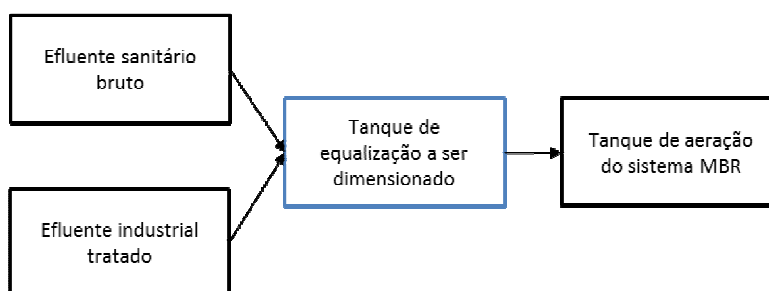 Efluente sanitário
bruto
Tanque de
equalização a ser
dimensionado
Tanque de aeração
do sistema MBR
Efluente industrial
tratado